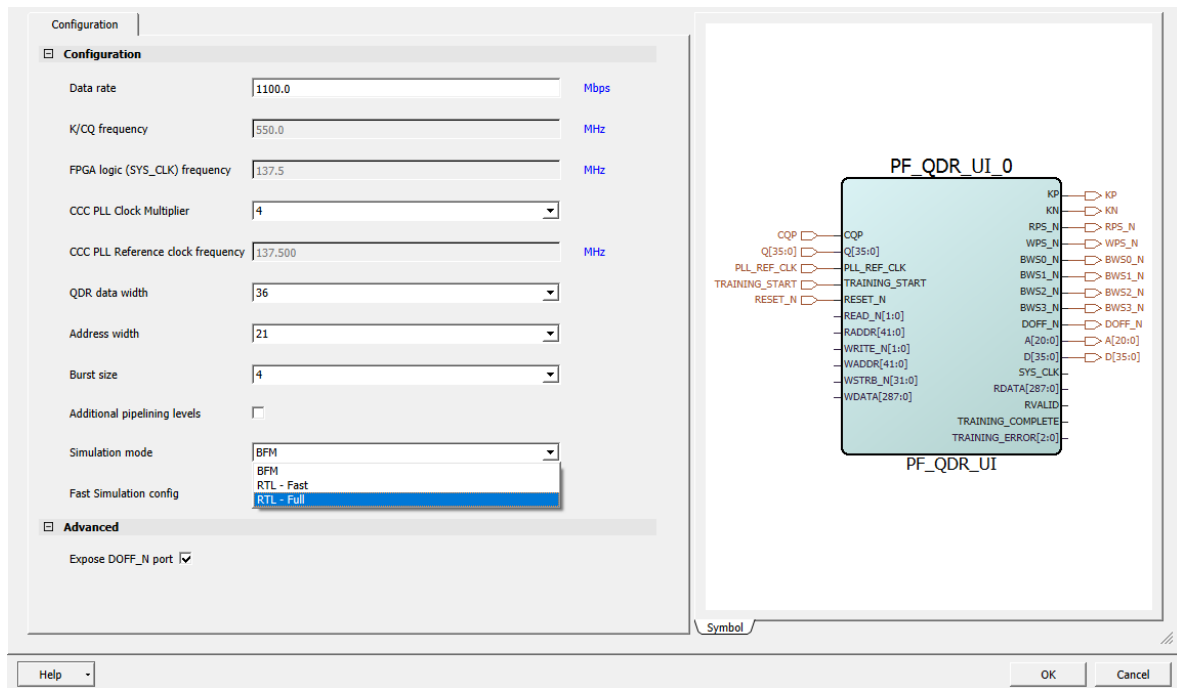 Configuration
Configuration
Data rate 1100.0 Mbps
K/CQ frequency 550.0 MHz
FPGA logic (SYS_CLK) frequency 137.5 MHz
CCC PLL Clock Multiplier 4
CCC PLL Reference clock frequency 137.500 MHz
QDR data width 36
Address width 21
Burst size 4
Additional pipelining levels
Simulation mode BFM
BFM
RTL - Fast
Fast Simulation config RTL - Full
Advanced
Expose DOFF_N port
PF_QDR_UI_0
KP KP
KN KN
RPS_N RPS_N
CQP CQP WPS_N WPS_N
Q[35:0] Q[35:0] BWS0_N BWS0_N
PLL_REF_CLK PLL_REF_CLK BWS1_N BWS1_N
TRAINING_START TRAINING_START BWS2_N BWS2_N
RESET_N RESET_N BWS3_N BWS3_N
READ_N[1:0] DOFF_N DOFF_N
RADDR[41:0] A[20:0] A[20:0]
WRITE_N[1:0] D[35:0] D[35:0]
WADDR[41:0] SYS_CLK
WSTRB_N[31:0] RDATA[287:0]
WDATA[287:0] RVALID
TRAINING_COMPLETE
TRAINING_ERROR[2:0]
PF_QDR_UI
Symbol
Help OK Cancel